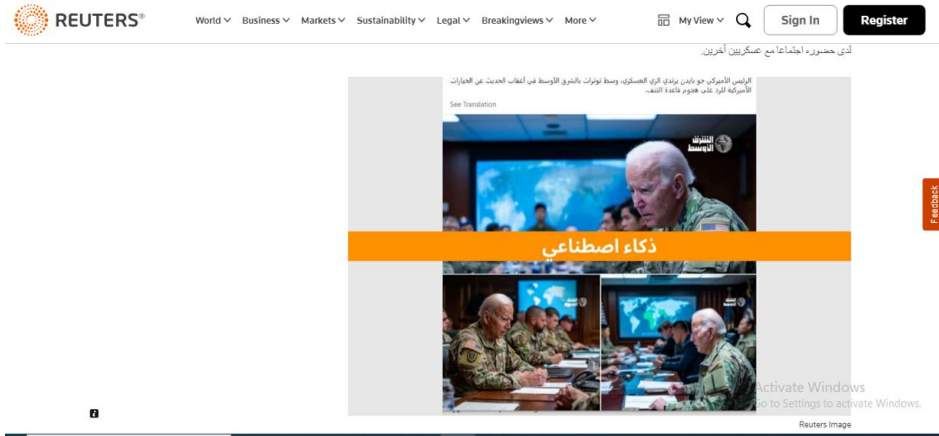 REUTERS®
World Business Markets Sustainability Legal Breakingviews More My View Sign In Register
لدى حضوره اجتماعا مع عسكريين آخرين.
الرئيس الأميركي جو بايدن يرتدي الزي العسكري، وسط توترات بالشرق الأوسط في أعقاب الحديث عن الخيارات
الأميركية للرد على هجوم قاعدة التنف.
See Translation
الشرق الأوسط
ذكاء اصطناعي
Feedback
Activate Windows
Go to Settings to activate Windows.
Reuters Image